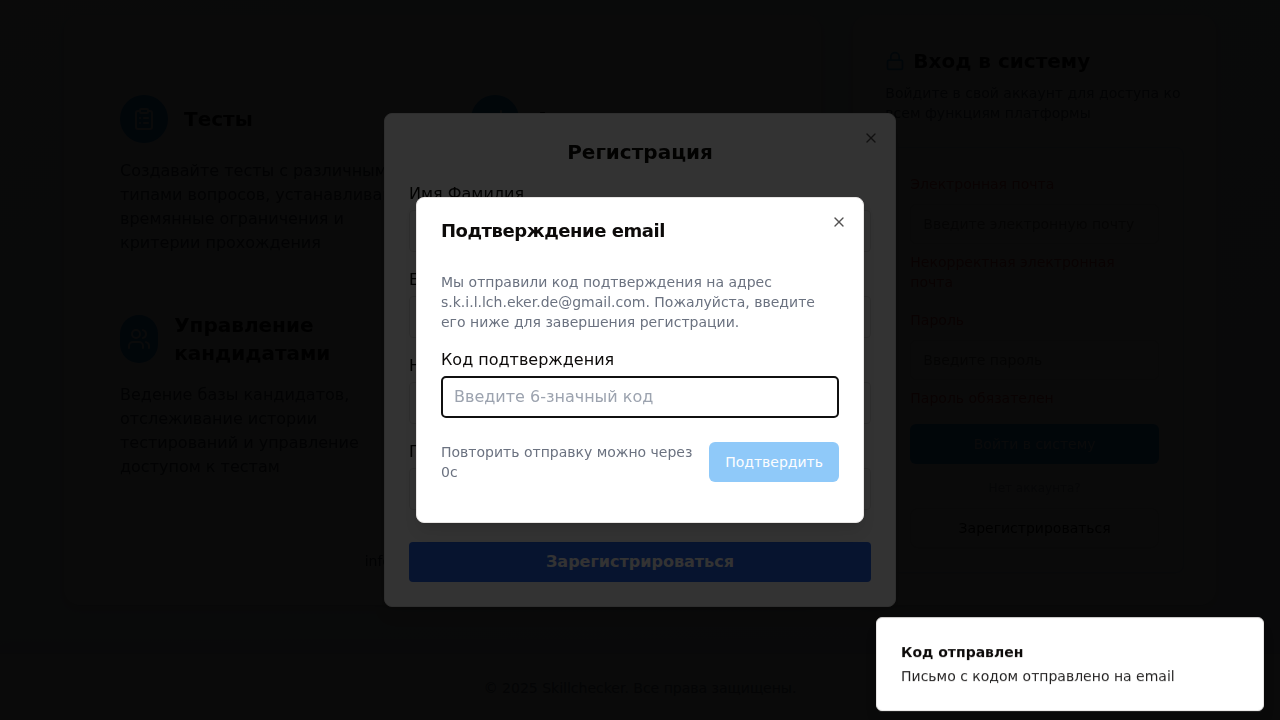 Вход в систему
Войдите в свой аккаунт для доступа ко
всем функциям платформы
Тесты
Создавайте тесты с различным
типами вопросов, устанавлива
временные ограничения и
критерии прохождения
Управление
кандидатами
Ведение базы кандидатов,
отслеживание истории
тестирований и управление
доступом к тестам
Регистрация
Имя Фамилия
Подтверждение email
Мы отправили код подтверждения на адрес
s.k.i.l.lch.eker.de@gmail.com. Пожалуйста, введите
его ниже для завершения регистрации.
Код подтверждения
Введите 6-значный код
Повторить отправку можно через
0с
Подтвердить
Зарегистрироваться
Электронная почта
Введите электронную почту
Некорректная электронная
почта
Пароль
Введите пароль
Пароль обязателен
Войти в систему
Нет аккаунта?
Зарегистрироваться
Код отправлен
Письмо с кодом отправлено на email
© 2025 Skillchecker. Все права защищены.